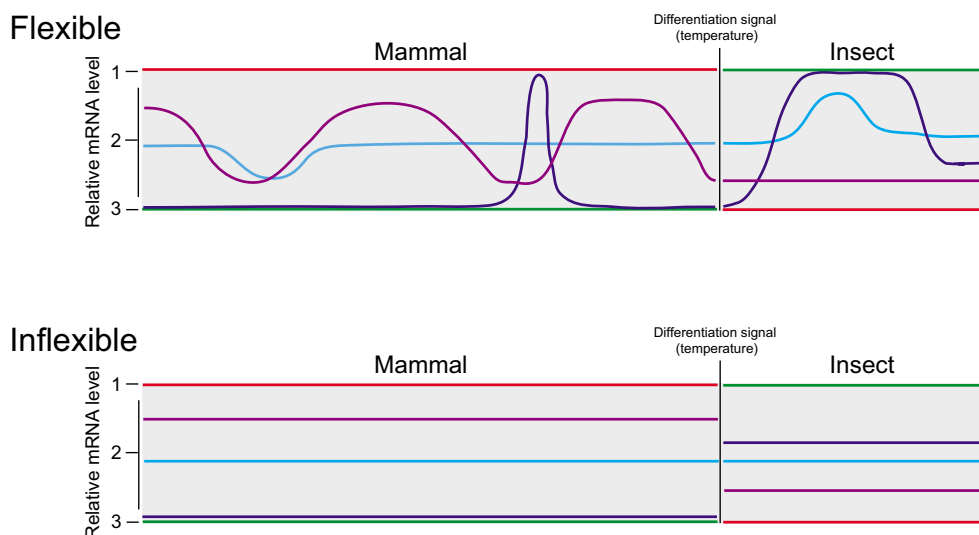 Flexible
Differentiation signal
(temperature)
Mammal
Insect
Relative mRNA level
1
2
3
Inflexible
Differentiation signal
(temperature)
Mammal
Insect
Relative mRNA level
1
2
3